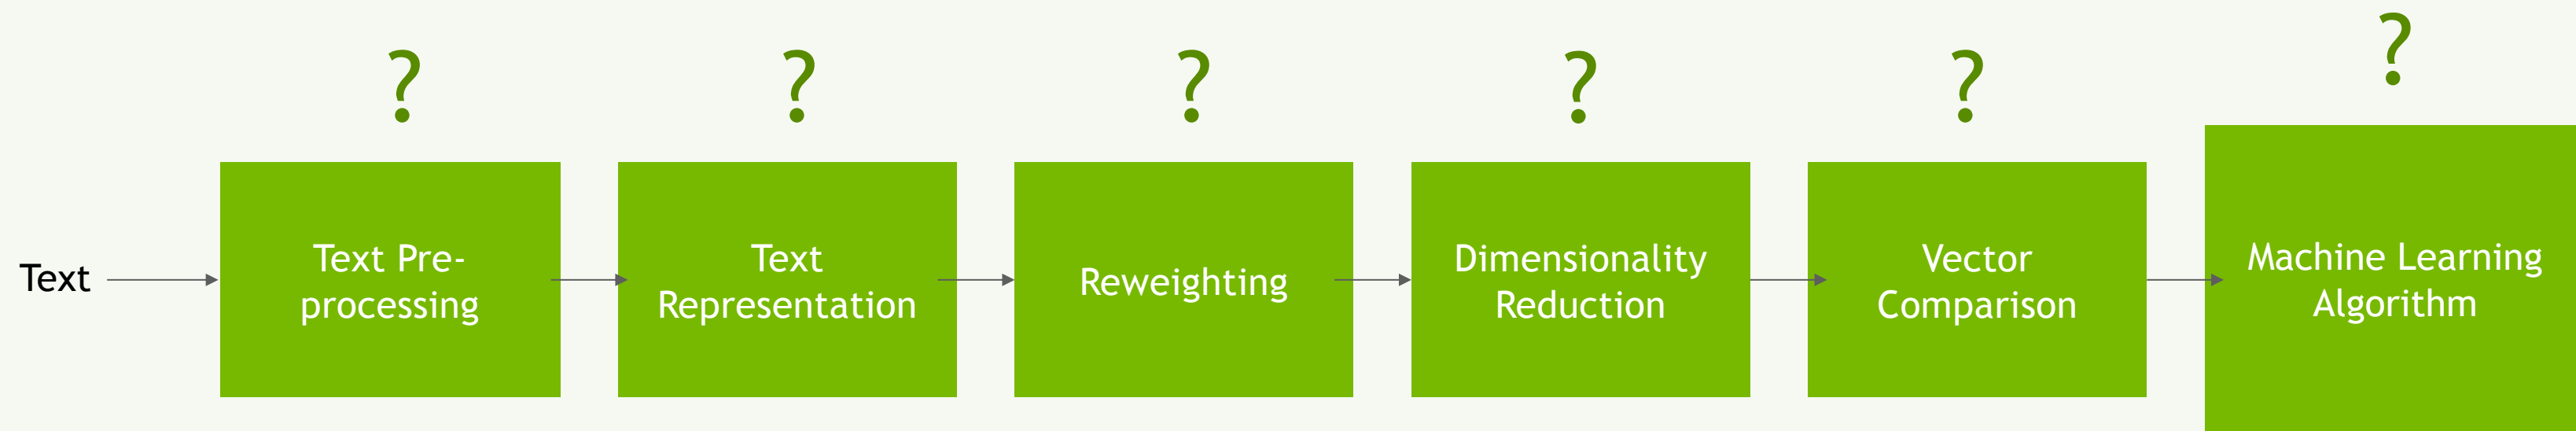 ? ? ? ? ? ?
Text
Text Pre-
processing
Text
Representation
Reweighting
Dimensionality
Reduction
Vector
Comparison
Machine Learning
Algorithm